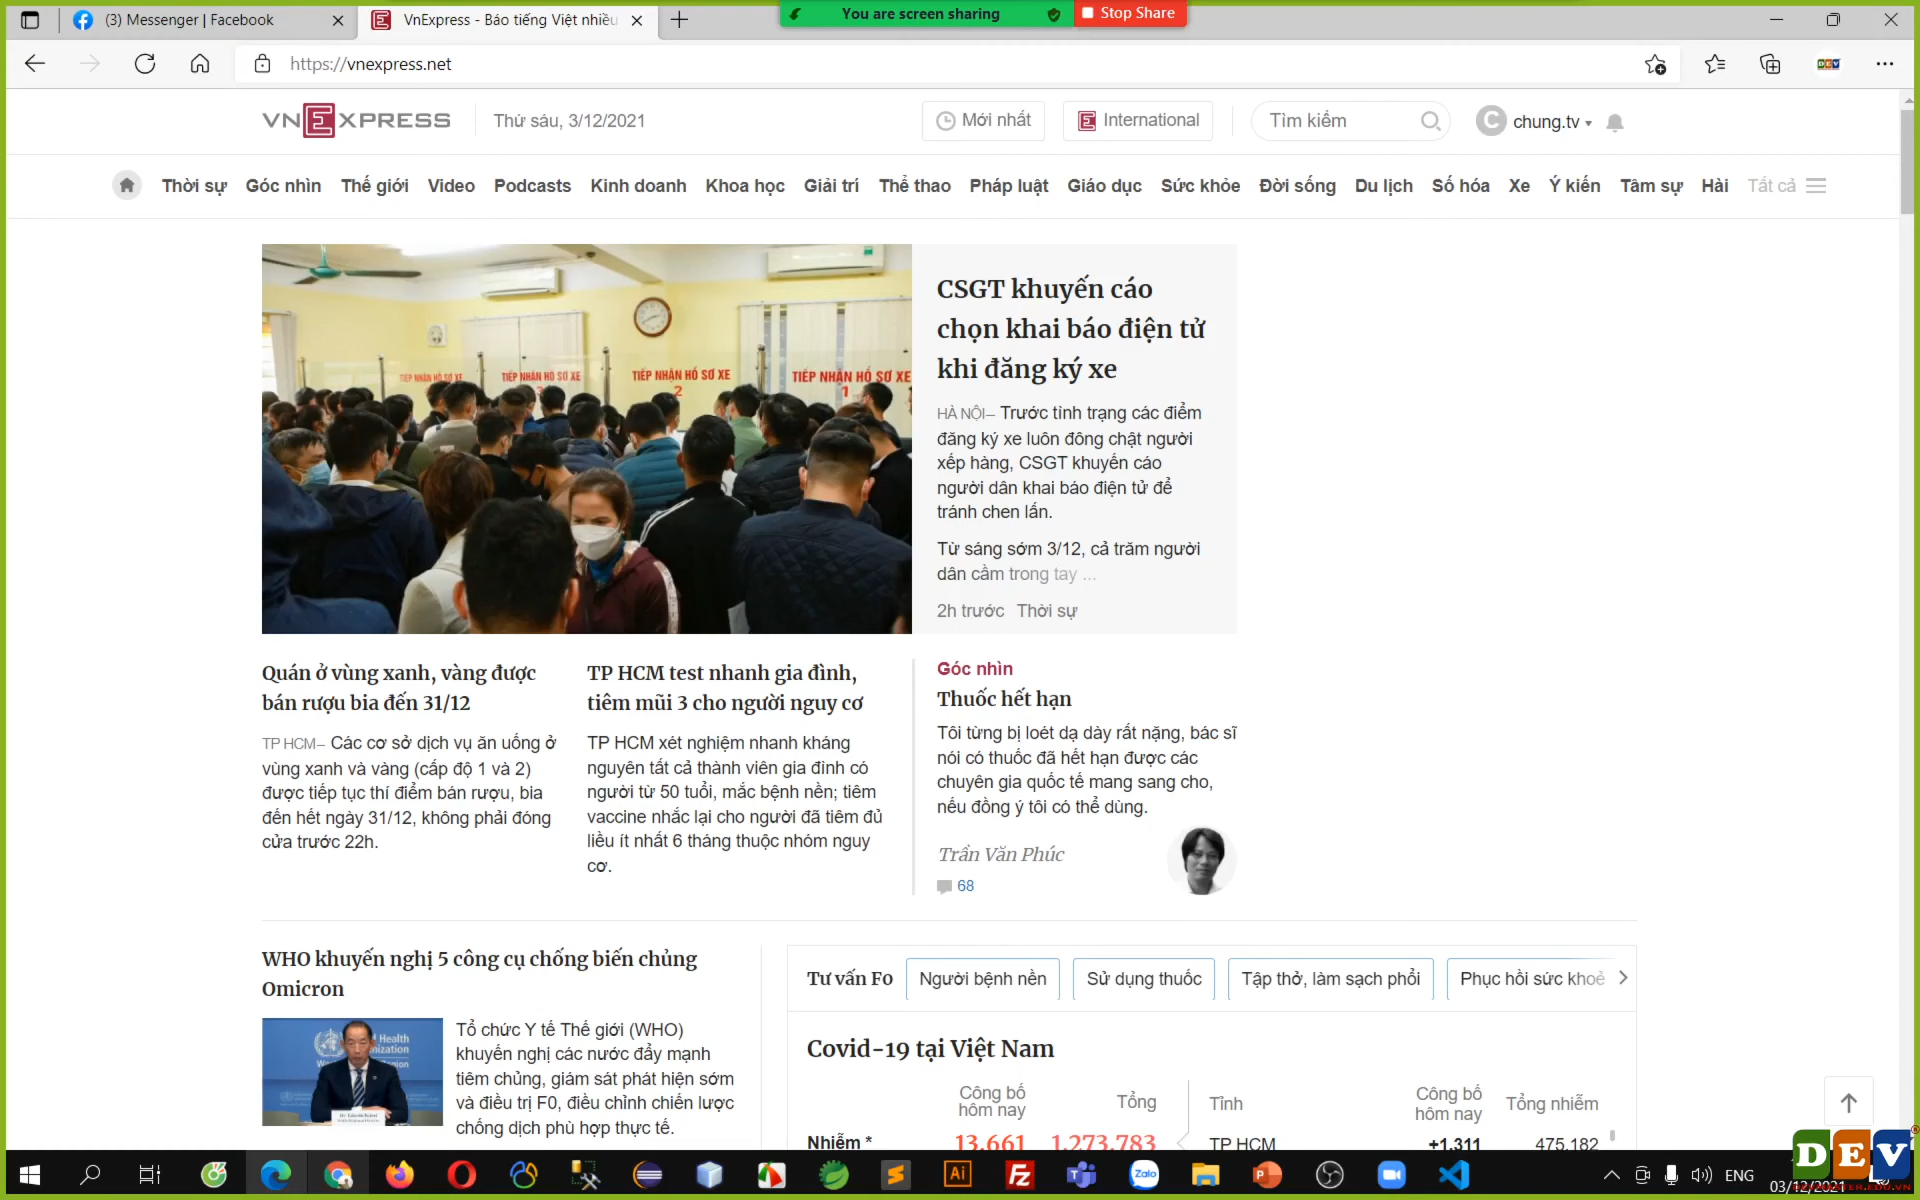 (3) Messenger | Facebook
VnExpress - Báo tiếng Việt nhiều
You are screen sharing
Stop Share
https://vnexpress.net
VNEXPRESS
Thứ sáu, 3/12/2021
Mới nhất
International
Tìm kiếm
C
chung.tv
Thời sự
Góc nhìn
Thế giới
Video
Podcasts
Kinh doanh
Khoa học
Giải trí
Thể thao
Pháp luật
Giáo dục
Sức khỏe
Đời sống
Du lịch
Số hóa
Xe
Ý kiến
Tâm sự
Hài
Tất cả
TIẾP NHẬN HỒ SƠ XE
TIẾP NHẬN HỒ SƠ XE
TIẾP NHẬN HỒ SƠ XE
2
TIẾP NHẬN HỒ SƠ XE
1
CSGT khuyến cáo
chọn khai báo điện tử
khi đăng ký xe
HÀ NỘI– Trước tình trạng các điểm
đăng ký xe luôn đông chật người
xếp hàng, CSGT khuyến cáo
người dân khai báo điện tử để
tránh chen lấn.
Từ sáng sớm 3/12, cả trăm người
dân cầm trong tay ...
2h trước Thời sự
Quán ở vùng xanh, vàng được
bán rượu bia đến 31/12
TP HCM– Các cơ sở dịch vụ ăn uống ở
vùng xanh và vàng (cấp độ 1 và 2)
được tiếp tục thí điểm bán rượu, bia
đến hết ngày 31/12, không phải đóng
cửa trước 22h.
TP HCM test nhanh gia đình,
tiêm mũi 3 cho người nguy cơ
TP HCM xét nghiệm nhanh kháng
nguyên tất cả thành viên gia đình có
người từ 50 tuổi, mắc bệnh nền; tiêm
vaccine nhắc lại cho người đã tiêm đủ
liều ít nhất 6 tháng thuộc nhóm nguy
cơ.
Góc nhìn
Thuốc hết hạn
Tôi từng bị loét dạ dày rất nặng, bác sĩ
nói có thuốc đã hết hạn được các
chuyên gia quốc tế mang sang cho,
nếu đồng ý tôi có thể dùng.
Trần Văn Phúc
68
WHO khuyến nghị 5 công cụ chống biến chủng
Omicron
Tổ chức Y tế Thế giới (WHO)
khuyến nghị các nước đẩy mạnh
tiêm chủng, giám sát phát hiện sớm
và điều trị F0, điều chỉnh chiến lược
chống dịch phù hợp thực tế.
Tư vấn F0
Người bệnh nền
Sử dụng thuốc
Tập thở, làm sạch phổi
Phục hồi sức khoẻ
Covid-19 tại Việt Nam
Công bố
hôm nay
Tổng
Tỉnh
Công bố
hôm nay
Tổng nhiễm
Nhiễm *
13.661
1.273.783
TP HCM
+1.311
475.182
Ai
Fz
Zalo
ENG
03/12/2021
DEV